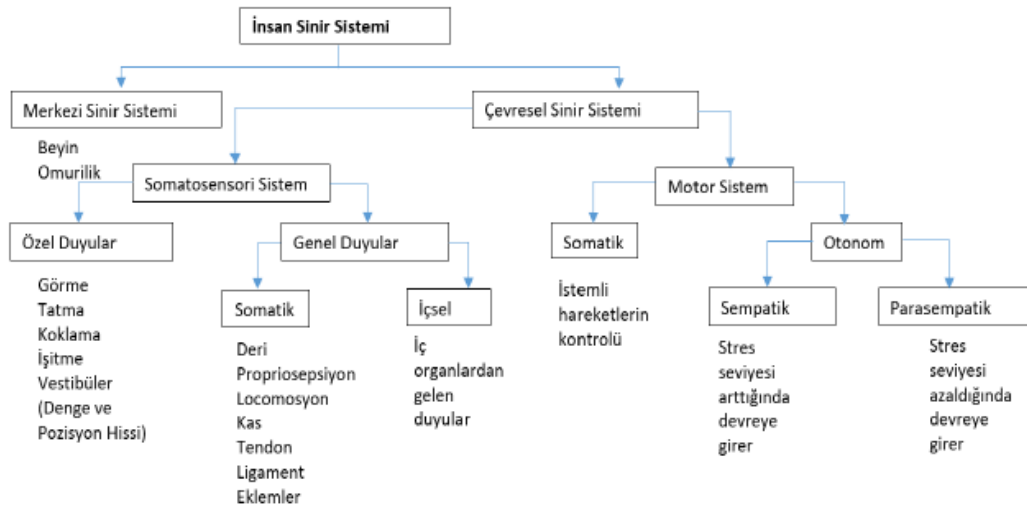 İnsan Sinir Sistemi
Merkezi Sinir Sistemi
Çevresel Sinir Sistemi
Beyin
Omurilik
Somatosensori Sistem
Motor Sistem
Özel Duyular
Genel Duyular
Somatik
Otonom
Görme
Tatma
Koklama
İşitme
Vestibüler
(Denge ve
Pozisyon Hissi)
Somatik
Deri
Propriosepsiyon
Locomosyon
Kas
Tendon
Ligament
Eklemler
İçsel
İç
organlardan
gelen
duyular
İstemli
hareketlerin
kontrolü
Sempatik
Stres
seviyesi
arttığında
devreye
girer
Parasempatik
Stres
seviyesi
azaldığında
devreye
girer